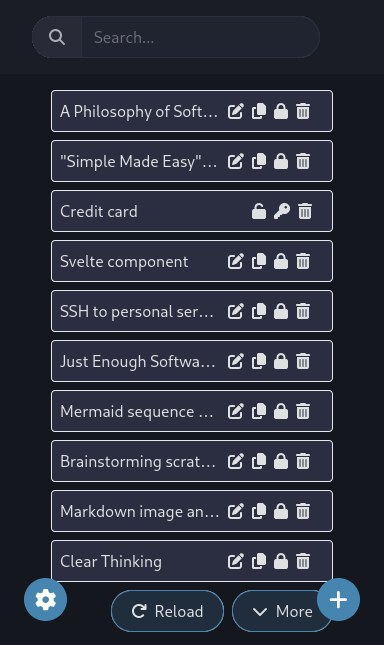 Search...
A Philosophy of Soft...
"Simple Made Easy"...
Credit card
Svelte component
SSH to personal ser...
Just Enough Softwa...
Mermaid sequence ...
Brainstorming scrat...
Markdown image an...
Clear Thinking
Reload
More